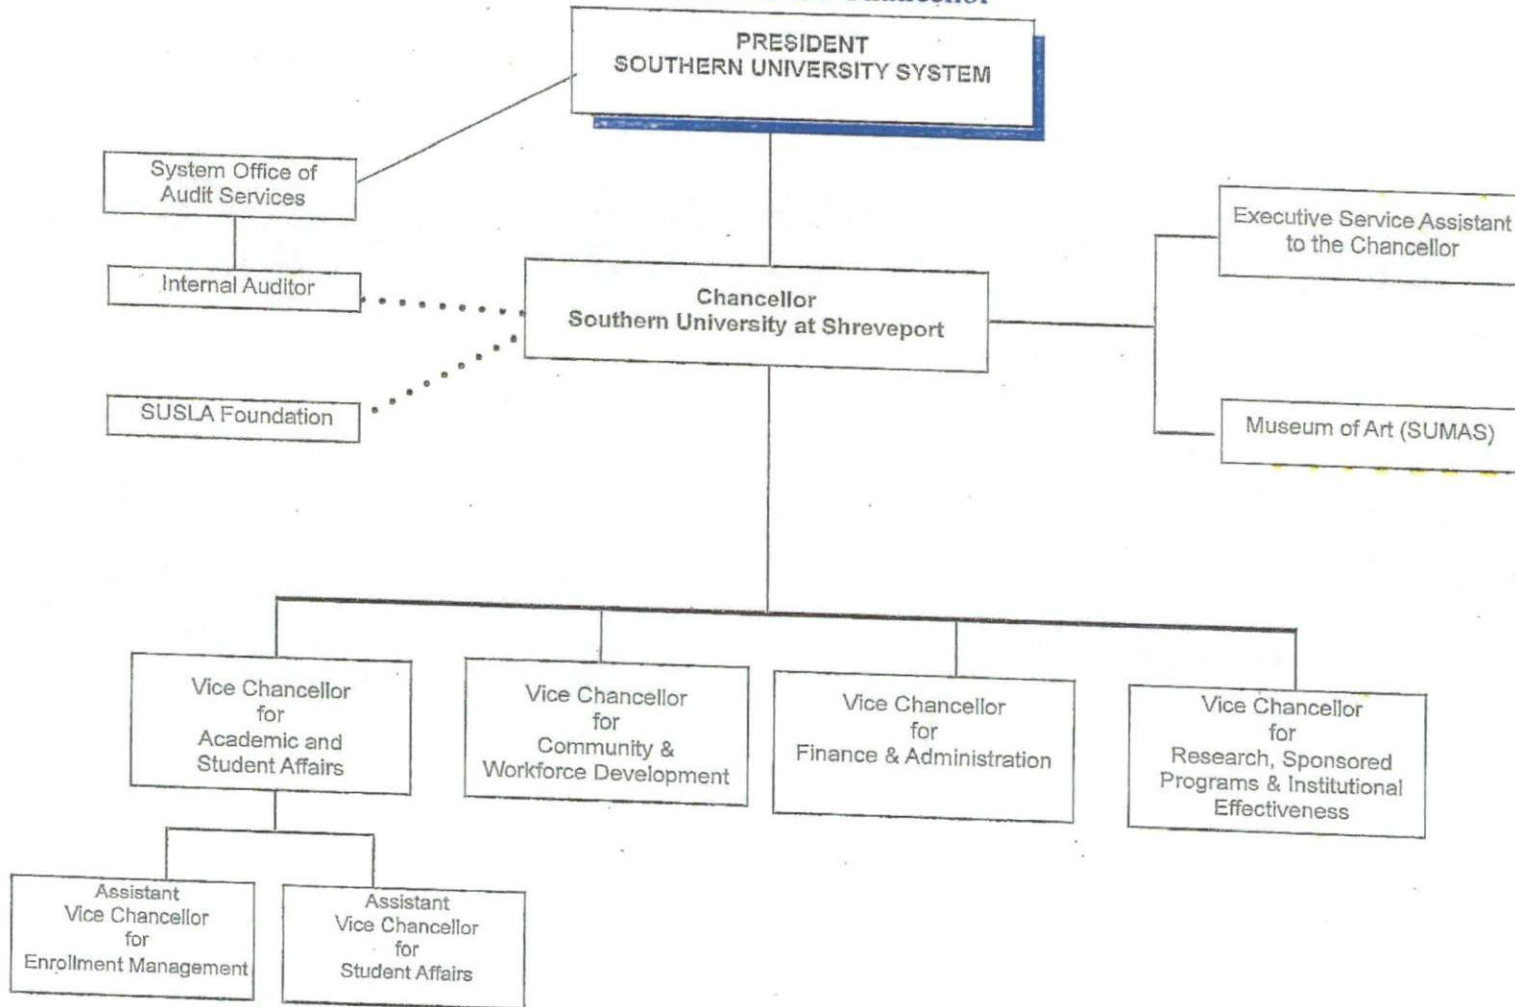 PRESIDENT
SOUTHERN UNIVERSITY SYSTEM
System Office of
Audit Services
Executive Service Assistant
to the Chancellor
Internal Auditor
Chancellor
Southern University at Shreveport
SUSLA Foundation
Museum of Art (SUMAS)
Vice Chancellor
for
Academic and
Student Affairs
Vice Chancellor
for
Community &
Workforce Development
Vice Chancellor
for
Finance & Administration
Vice Chancellor
for
Research, Sponsored
Programs & Institutional
Effectiveness
Assistant
Vice Chancellor
for
Enrollment Management
Assistant
Vice Chancellor
for
Student Affairs